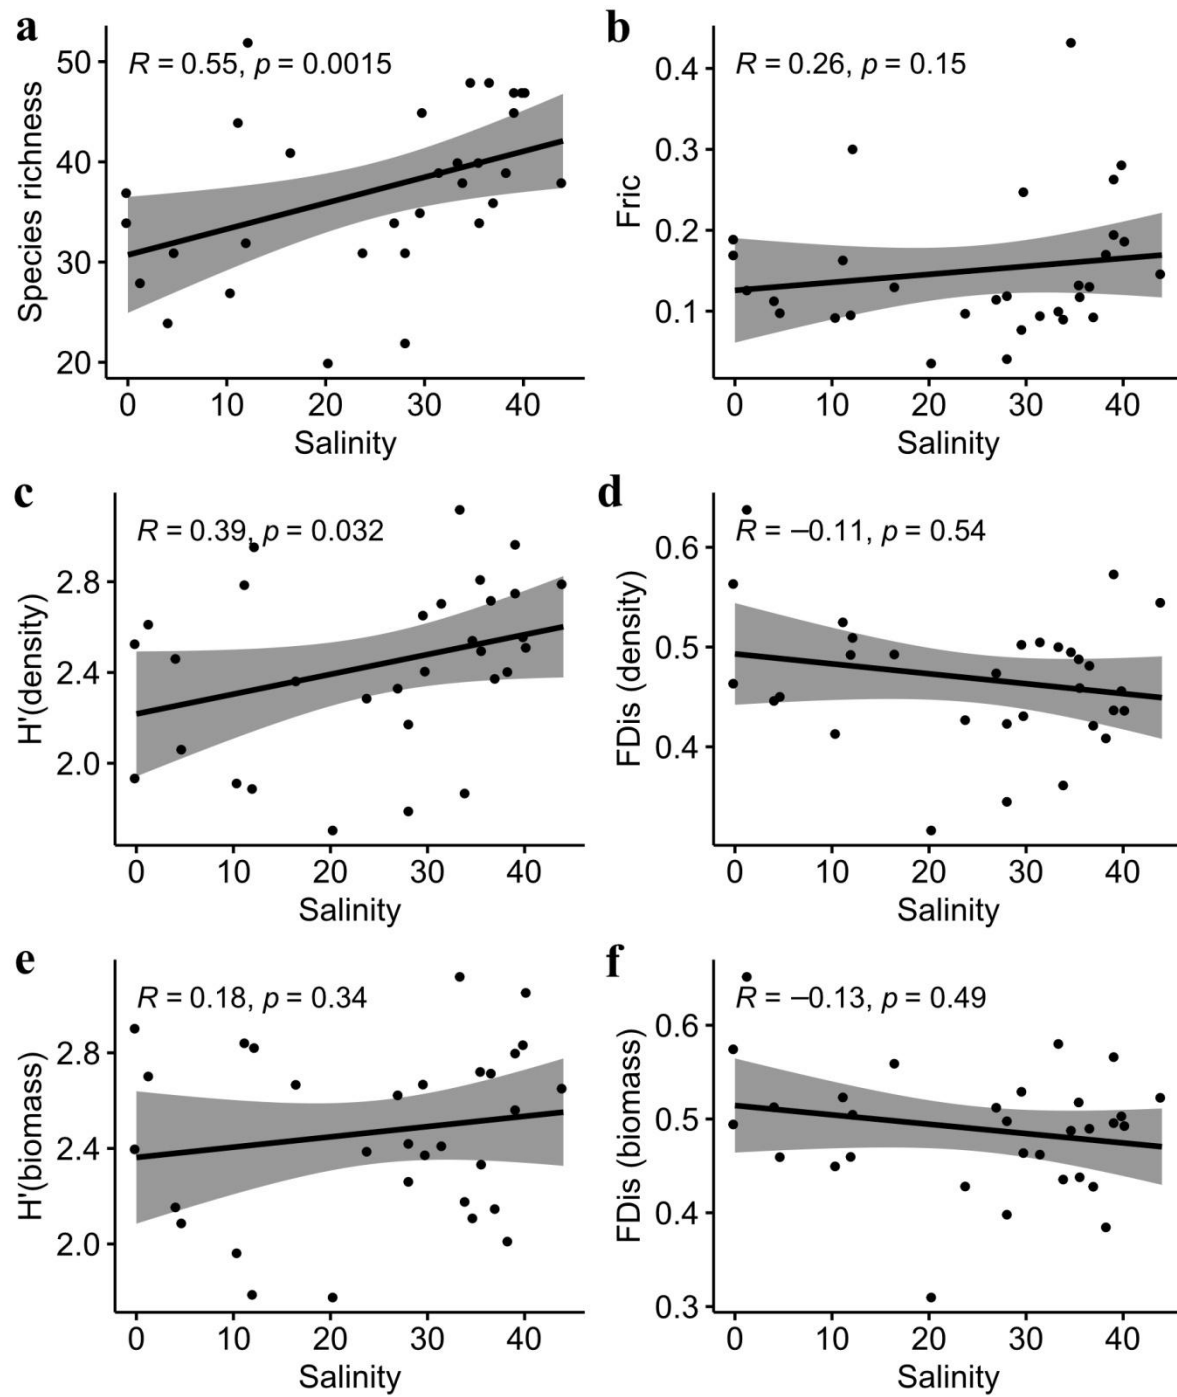 a
R = 0.55, p = 0.0015
Species richness
50
40
30
20
0 10 20 30 40
Salinity
b
R = 0.26, p = 0.15
Fric
0.4
0.3
0.2
0.1
0 10 20 30 40
Salinity
c
R = 0.39, p = 0.032
H'(density)
2.8
2.4
2.0
0 10 20 30 40
Salinity
d
R = −0.11, p = 0.54
FDis (density)
0.6
0.5
0.4
0 10 20 30 40
Salinity
e
R = 0.18, p = 0.34
H'(biomass)
2.8
2.4
2.0
0 10 20 30 40
Salinity
f
R = −0.13, p = 0.49
FDis (biomass)
0.6
0.5
0.4
0.3
0 10 20 30 40
Salinity